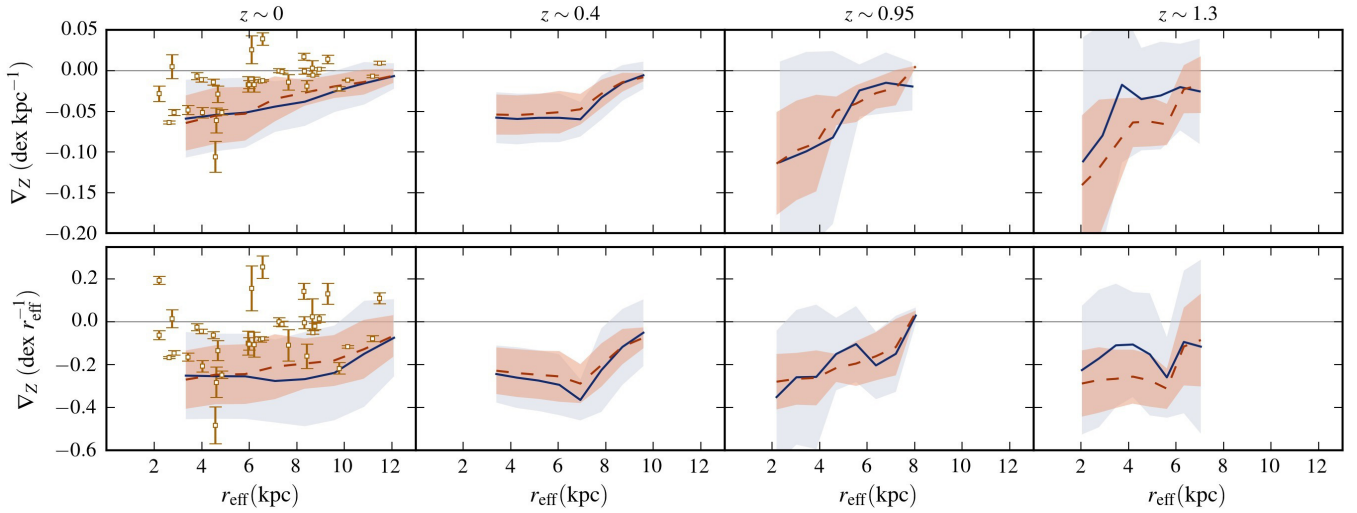 z ∼ 0 z ∼ 0.4 z ∼ 0.95 z ∼ 1.3
0.05
0.00
−0.05
−0.10
−0.15
−0.20
∇Z (dex kpc−1)
0.2
0.0
−0.2
−0.4
−0.6
∇Z (dex reff−1)
2 4 6 8 10 12 2 4 6 8 10 12 2 4 6 8 10 12 2 4 6 8 10 12
reff(kpc) reff(kpc) reff(kpc) reff(kpc)